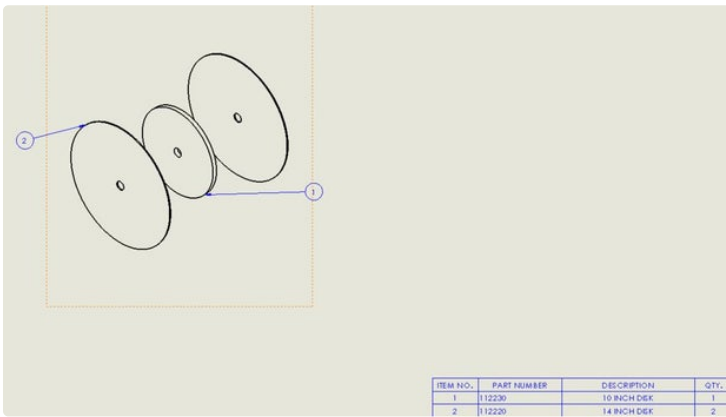 2
1
ITEM NO. PART NUMBER DESCRIPTION QTY.
1 112230 10 INCH DISK 1
2 112220 14 INCH DISK 2